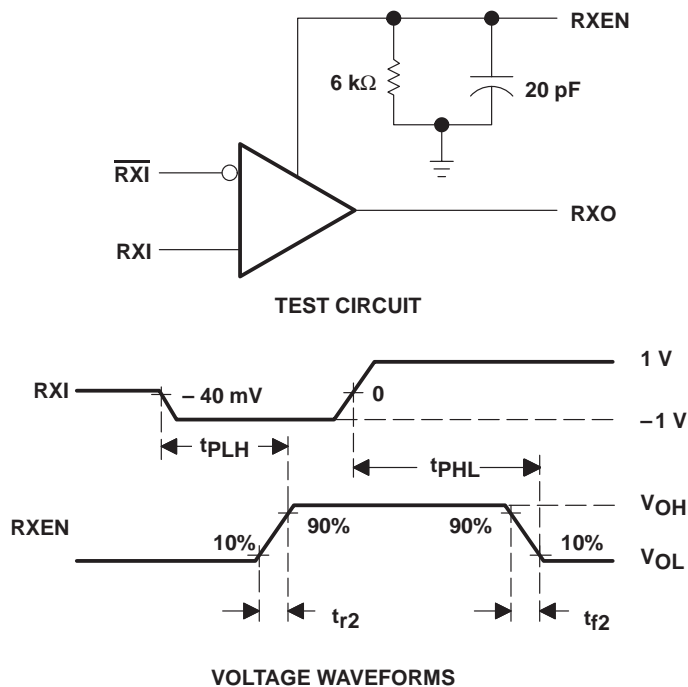 RXEN
6 kΩ
20 pF
R̅X̅I̅
RXI
RXO
TEST CIRCUIT
1 V
RXI
– 40 mV
0
–1 V
tPLH
tPHL
VOH
RXEN
10%
90%
90%
10%
VOL
tr2
tf2
VOLTAGE WAVEFORMS